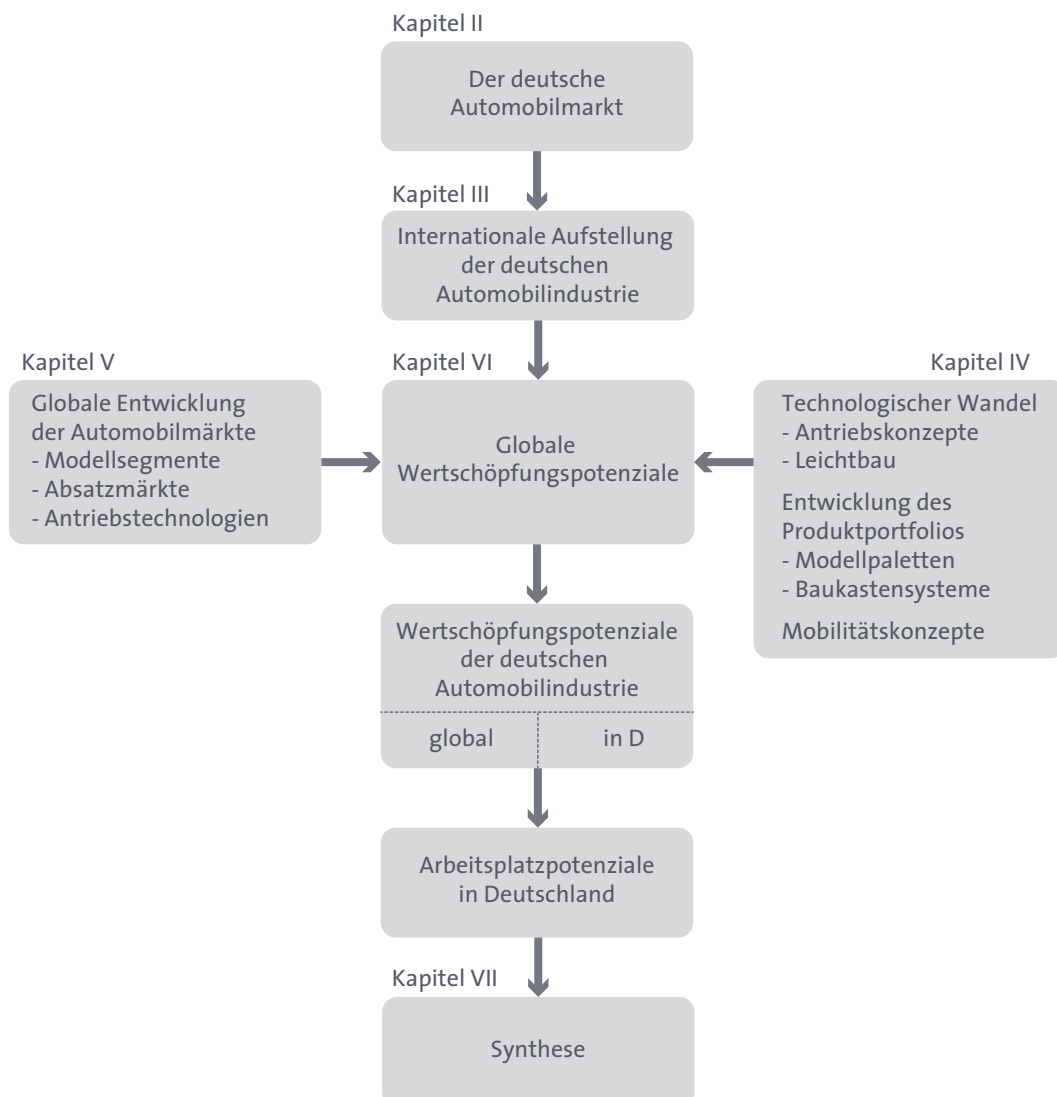 Kapitel II
Der deutsche
Automobilmarkt
Kapitel III
Internationale Aufstellung
der deutschen
Automobilindustrie
Kapitel V
Globale Entwicklung
der Automobilmärkte
- Modellsegmente
- Absatzmärkte
- Antriebstechnologien
Kapitel VI
Globale
Wertschöpfungspotenziale
Kapitel IV
Technologischer Wandel
- Antriebskonzepte
- Leichtbau
Entwicklung des
Produktportfolios
- Modellpaletten
- Baukastensysteme
Mobilitätskonzepte
Wertschöpfungspotenziale
der deutschen
Automobilindustrie
global
in D
Arbeitsplatzpotenziale
in Deutschland
Kapitel VII
Synthese